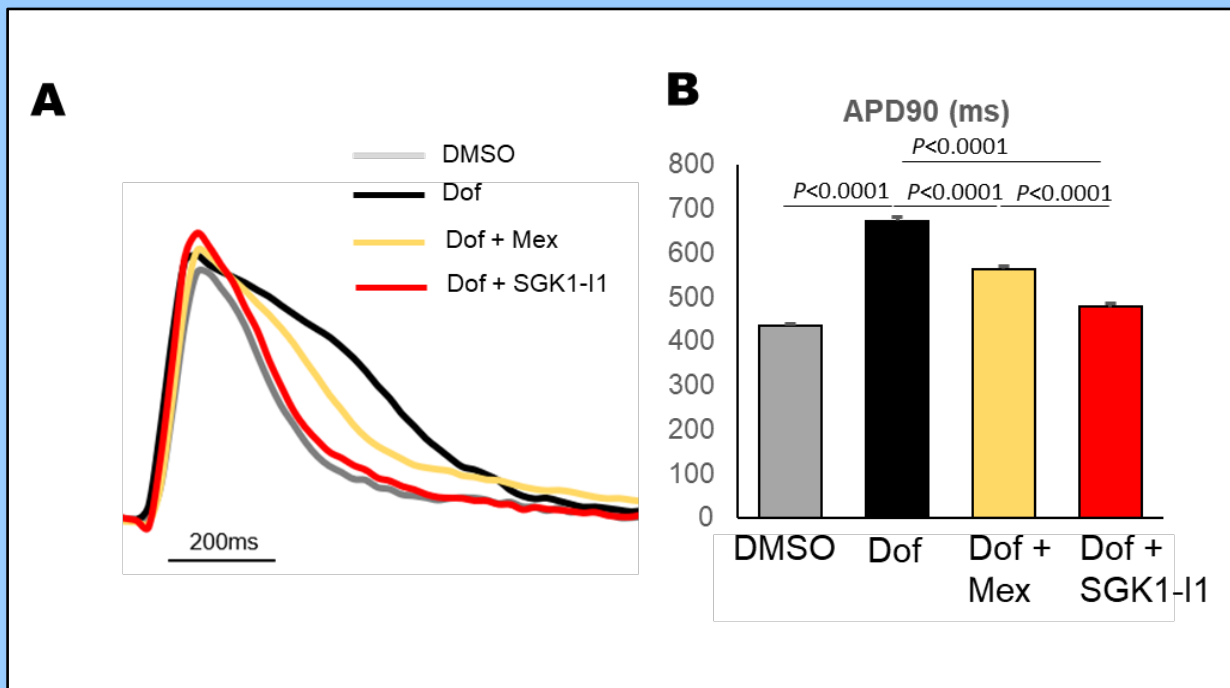 A
DMSO
Dof
Dof + Mex
Dof + SGK1-I1
200ms
B
APD90 (ms)
P<0.0001
P<0.0001 P<0.0001 P<0.0001
800
700
600
500
400
300
200
100
0
DMSO
Dof
Dof +
Mex
Dof +
SGK1-I1